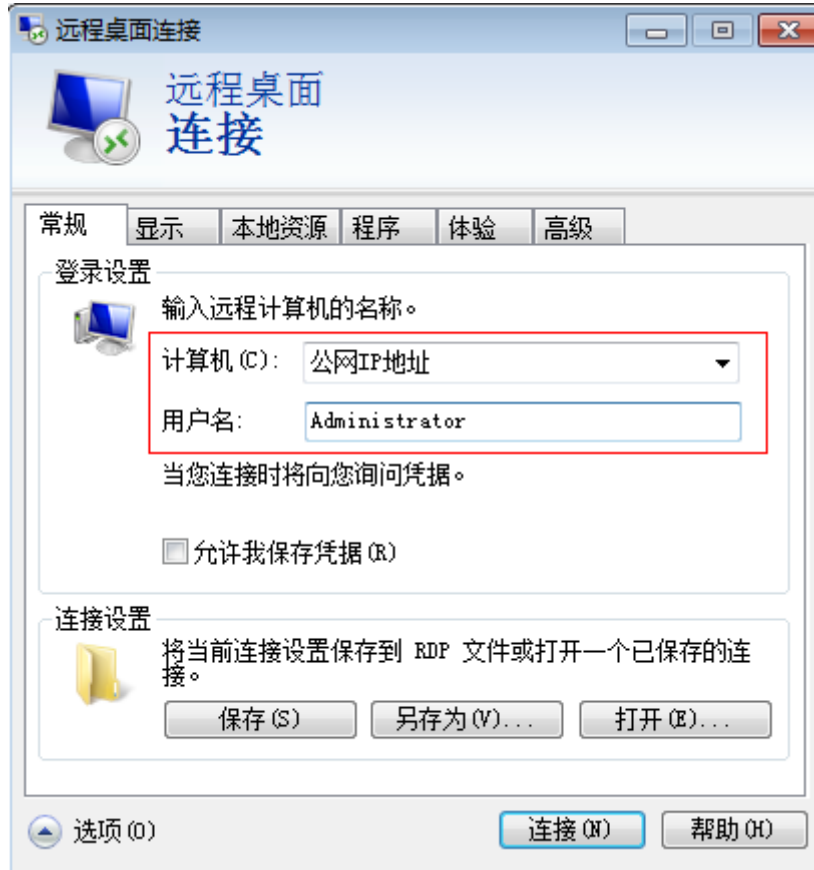 远程桌面连接
远程桌面
连接
常规 显示 本地资源 程序 体验 高级
登录设置
输入远程计算机的名称。
计算机(C): 公网IP地址
用户名: Administrator
当您连接时将向您询问凭据。
允许我保存凭据(R)
连接设置
将当前连接设置保存到 RDP 文件或打开一个已保存的连
接。
保存(S) 另存为(V)... 打开(E)...
选项(O) 连接(N) 帮助(H)